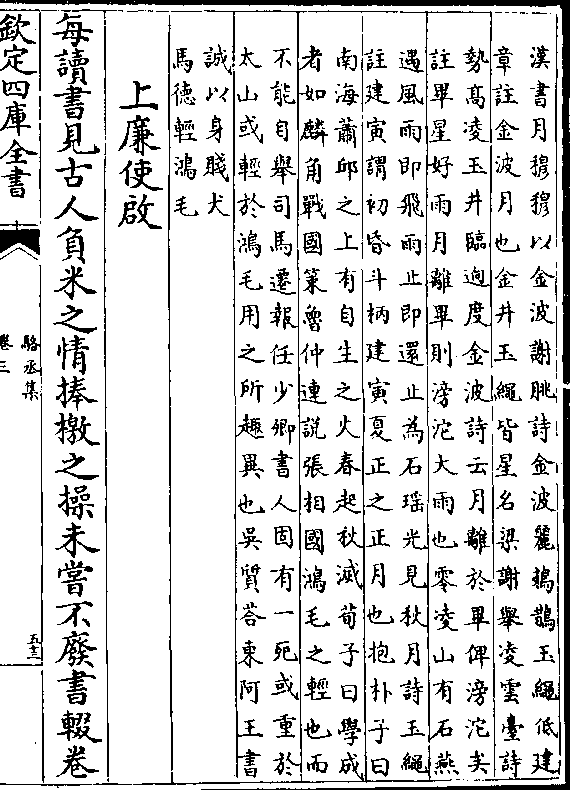 漢書月穆穆以金波謝朓詩金波麗鳷鵲玉繩低建
章註金波月也金井玉繩皆星名梁謝舉凌雲臺詩
勢髙凌玉井臨迥度金波詩云月離於畢俾滂沱矣
註畢星好雨月離畢則滂沱大雨也零凌山有石燕
遇風雨即飛雨止即還止為石瑶光見秋月詩玉繩
註建寅謂初昏斗柄建寅夏正之正月也抱朴子曰
南海蕭邱之上有自生之火春起秋滅荀子曰學成
者如麟角戰國策魯仲連說張相國鴻毛之輕也而
不能自舉司馬遷報任少卿書人固有一死或重於
太山或輕於鴻毛用之所趣異也吳質荅東阿王書
誠以身賤犬
馬德輕鴻毛
上廉使啟
每讀書見古人負米之情捧檄之操未嘗不廢書輟卷
欽定四庫全書
駱丞集
卷三